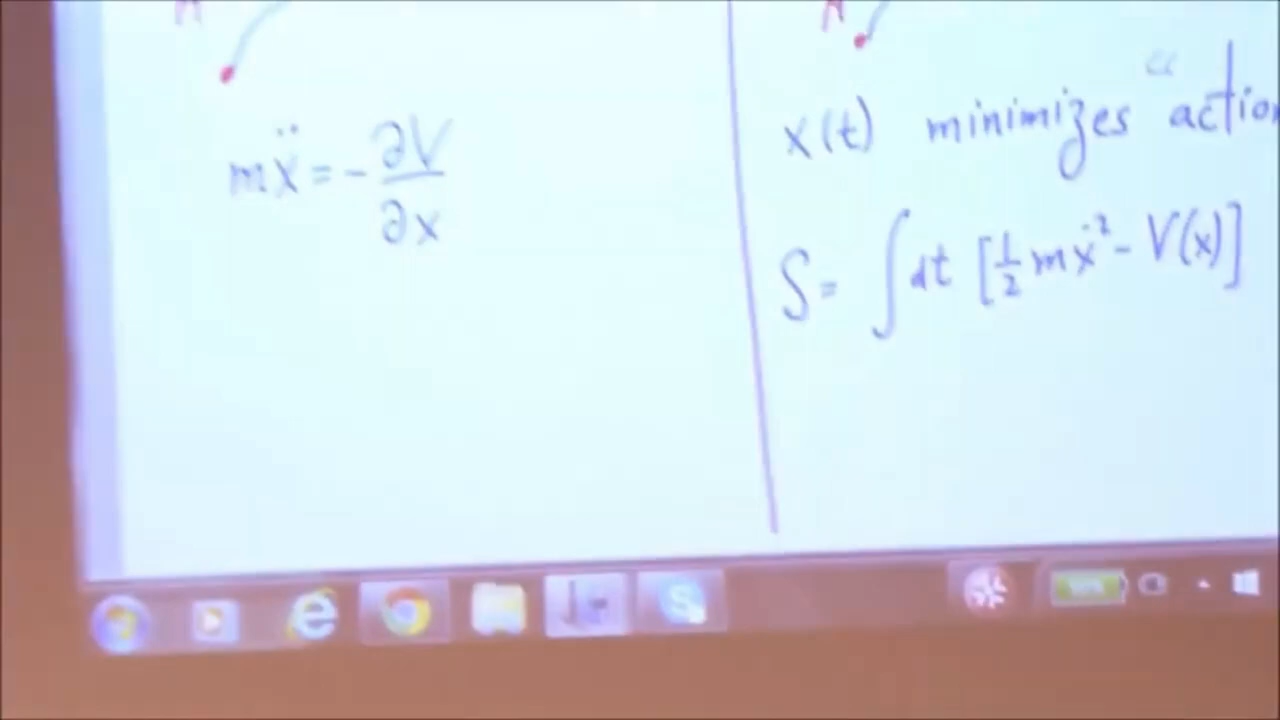 A
mẍ = - ∂V/∂x
A
x(t) minimizes "action
S = ∫dt [½mẋ² - V(x)]